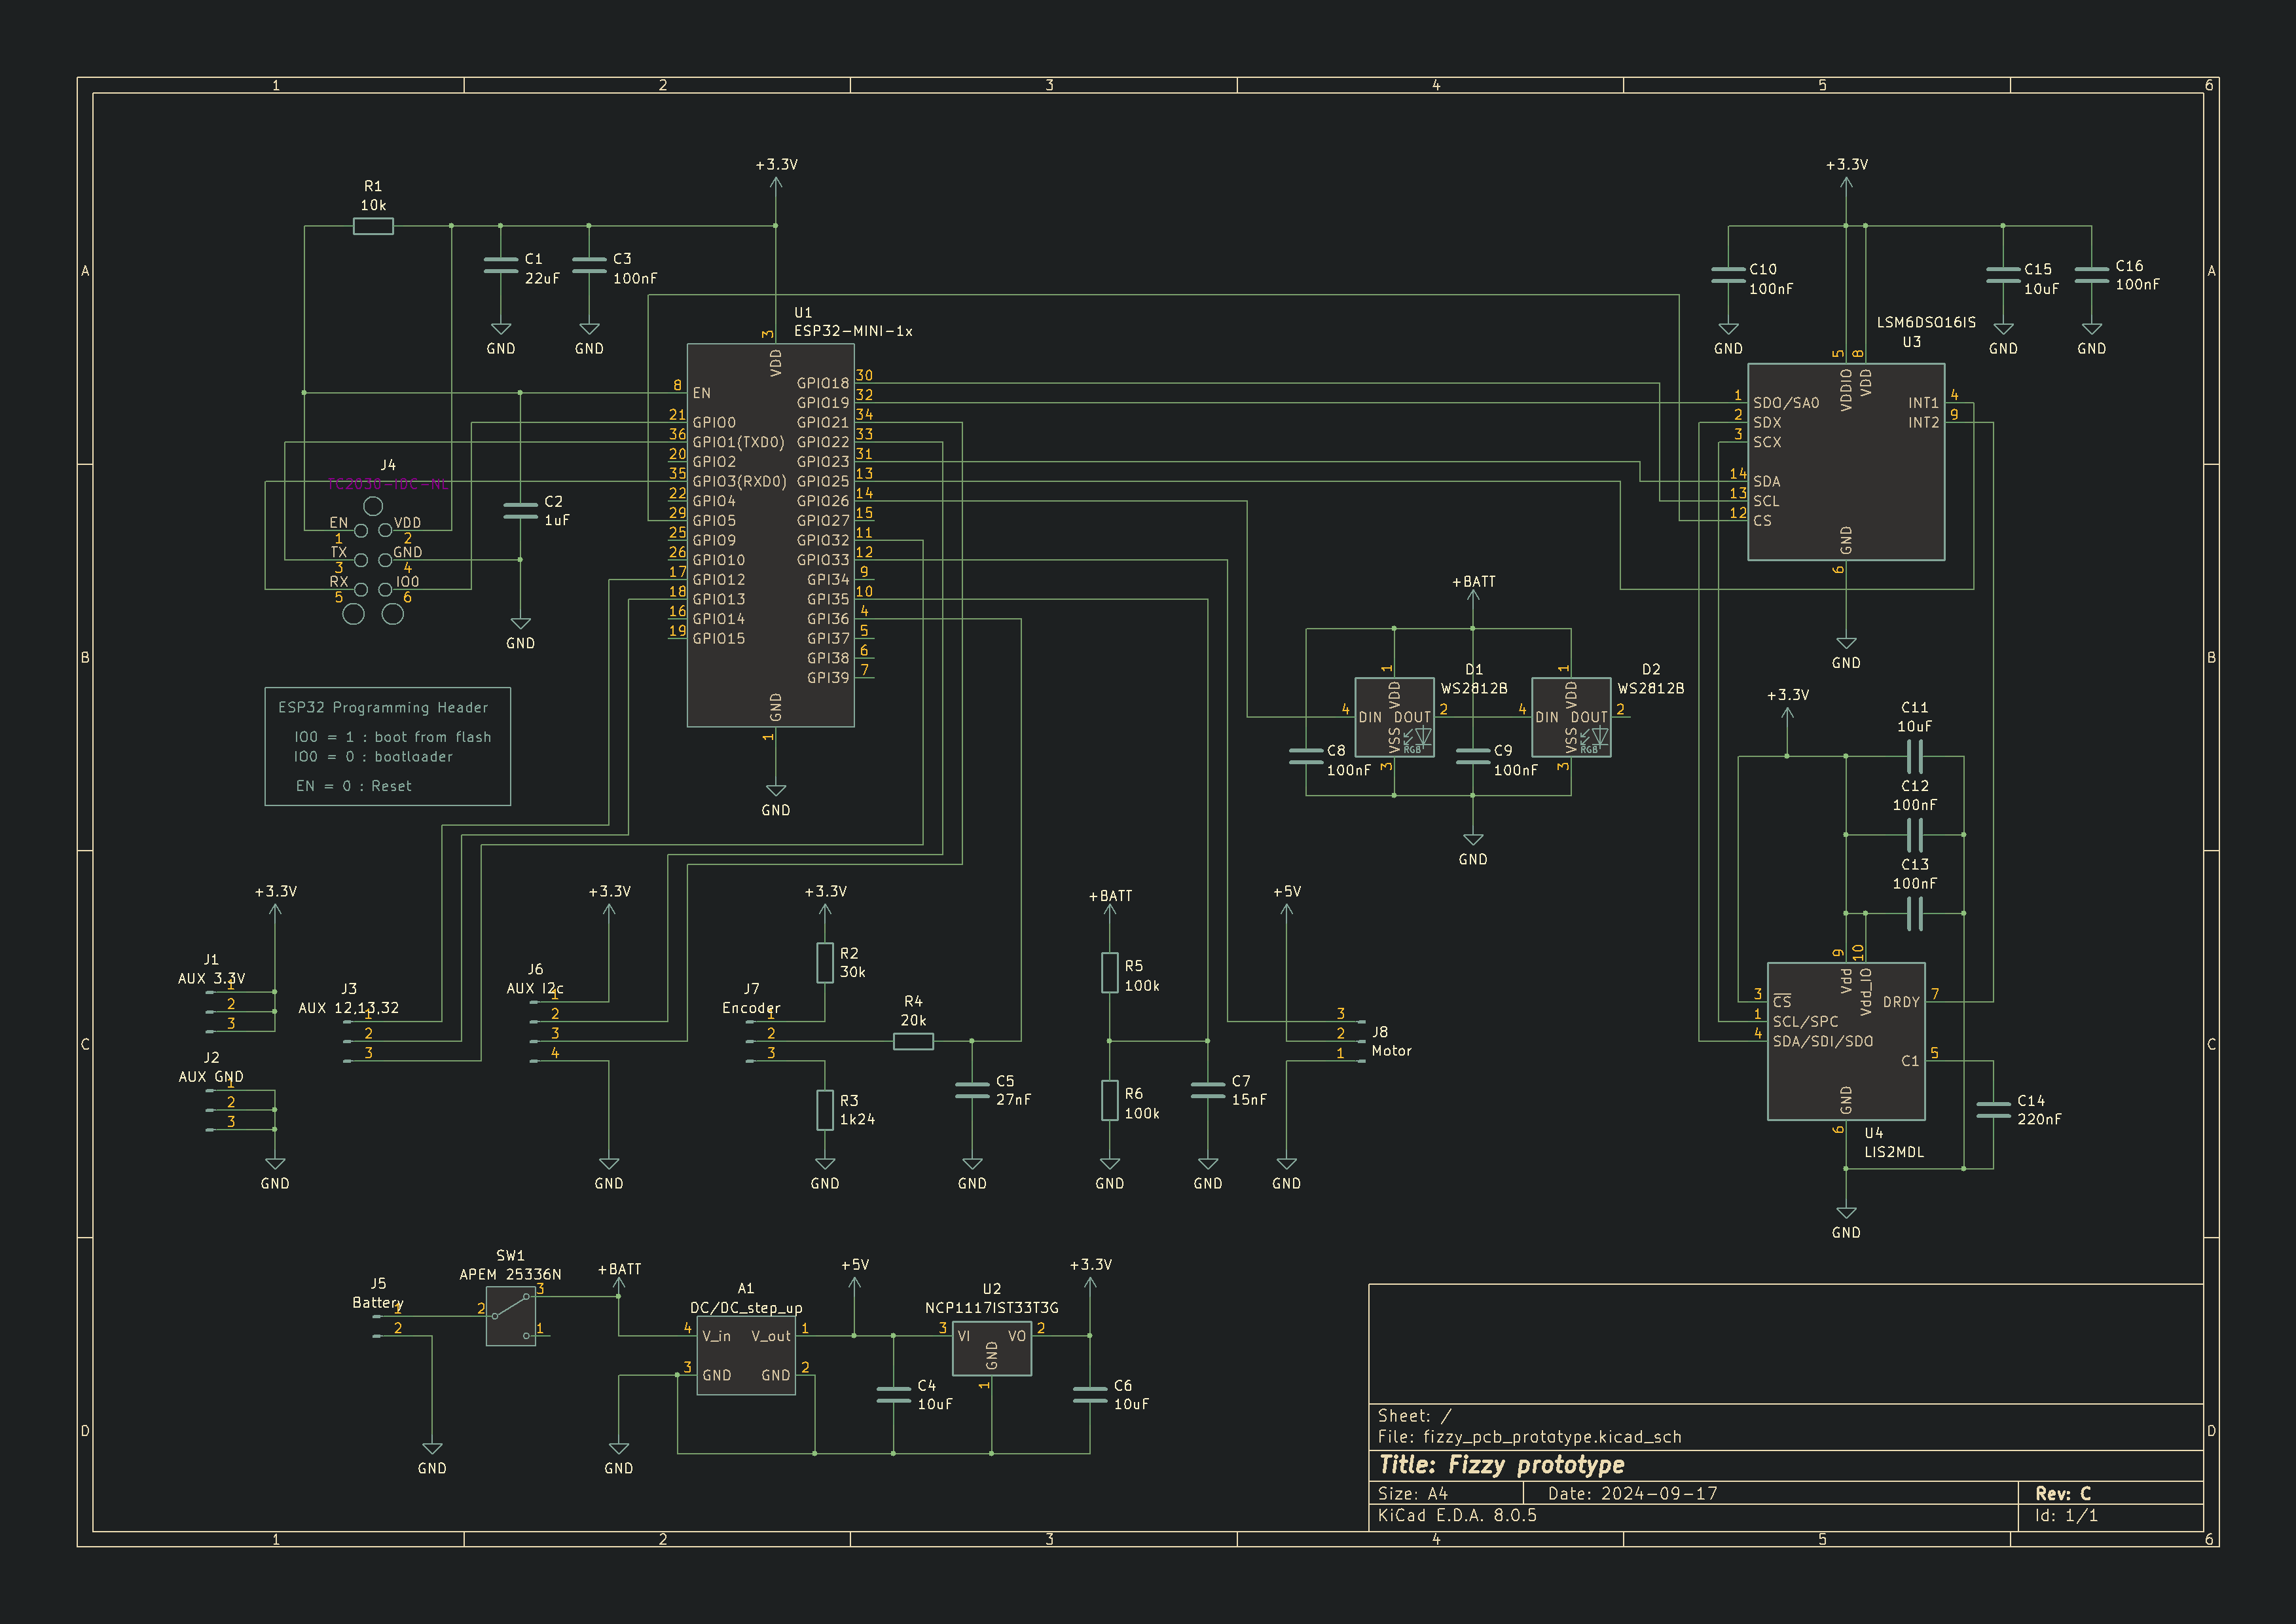 1 2 3 4 5 6
A
B
C
D
A
B
C
D
1 2 3 4 5 6
R1
10k
+3.3V
C1
22uF
GND
C3
100nF
GND
U1
ESP32-MINI-1x
3
VDD
8 EN
21 GPIO0
36 GPIO1(TXD0)
20 GPIO2
35 GPIO3(RXD0)
22 GPIO4
29 GPIO5
25 GPIO9
26 GPIO10
17 GPIO12
18 GPIO13
16 GPIO14
19 GPIO15
GPIO18 30
GPIO19 32
GPIO21 34
GPIO22 33
GPIO23 31
GPIO25 13
GPIO26 14
GPIO27 15
GPIO32 11
GPIO33 12
GPI34 9
GPI35 10
GPI36 4
GPI37 5
GPI38 6
GPI39 7
GND
1
GND
J4
TC2030-IDC-NL
EN VDD
1 2
TX GND
3 4
RX IO0
5 6
C2
1uF
GND
ESP32 Programming Header
IO0 = 1 : boot from flash
IO0 = 0 : bootloader
EN = 0 : Reset
+3.3V
C10
100nF
GND
C15
10uF
GND
C16
100nF
GND
LSM6DSO16IS
U3
5 8
VDDIO VDD
1 SDO/SA0
2 SDX
3 SCX
14 SDA
13 SCL
12 CS
INT1 4
INT2 9
GND
6
GND
+BATT
D1
WS2812B
1
VDD
4 DIN DOUT 2
VSS
RGB
3
D2
WS2812B
1
VDD
4 DIN DOUT 2
VSS
RGB
3
C8
100nF
C9
100nF
GND
+3.3V
C11
10uF
C12
100nF
C13
100nF
9 10
Vdd Vdd_IO
3 CS
1 SCL/SPC
4 SDA/SDI/SDO
DRDY 7
C1 5
GND
6
U4
LIS2MDL
C14
220nF
GND
+3.3V
J1
AUX 3.3V
1
2
3
J2
AUX GND
1
2
3
GND
J3
AUX 12,13,32
1
2
3
+3.3V
J6
AUX I2c
1
2
3
4
GND
+3.3V
R2
30k
J7
Encoder
1
2
3
R3
1k24
GND
R4
20k
C5
27nF
GND
+BATT
R5
100k
R6
100k
GND
C7
15nF
GND
+5V
3
2
1
J8
Motor
GND
J5
Battery
1
2
GND
SW1
APEM 25336N
2
3
1
+BATT
A1
DC/DC_step_up
4 V_in V_out 1
3 GND GND 2
GND
+5V
C4
10uF
U2
NCP1117IST33T3G
3 VI VO 2
GND
1
+3.3V
C6
10uF
Sheet: /
File: fizzy_pcb_prototype.kicad_sch
Title: Fizzy prototype
Size: A4 Date: 2024-09-17 Rev: C
KiCad E.D.A. 8.0.5 Id: 1/1